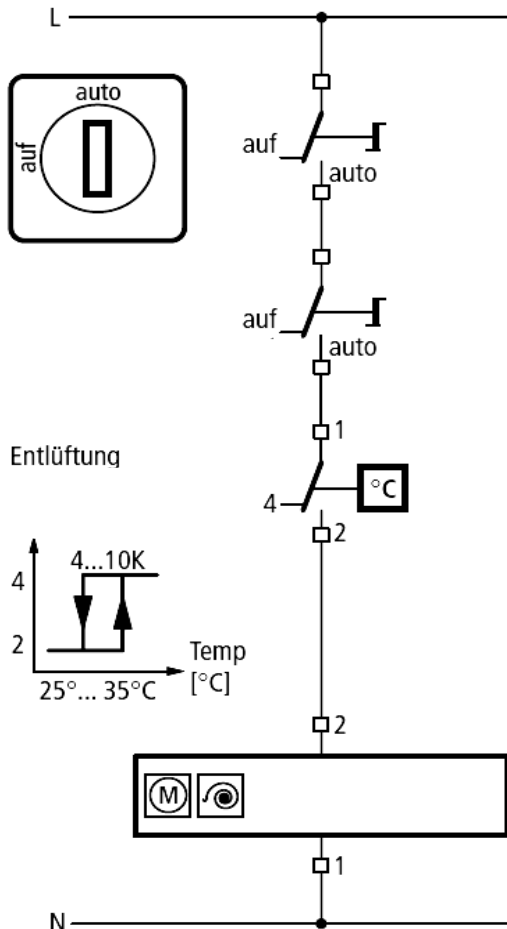 L
auto
auf
auf
auto
auf
auto
1
Entlüftung
4
°C
2
4...10K
4
2
Temp
[°C]
25°... 35°C
2
M
1
N